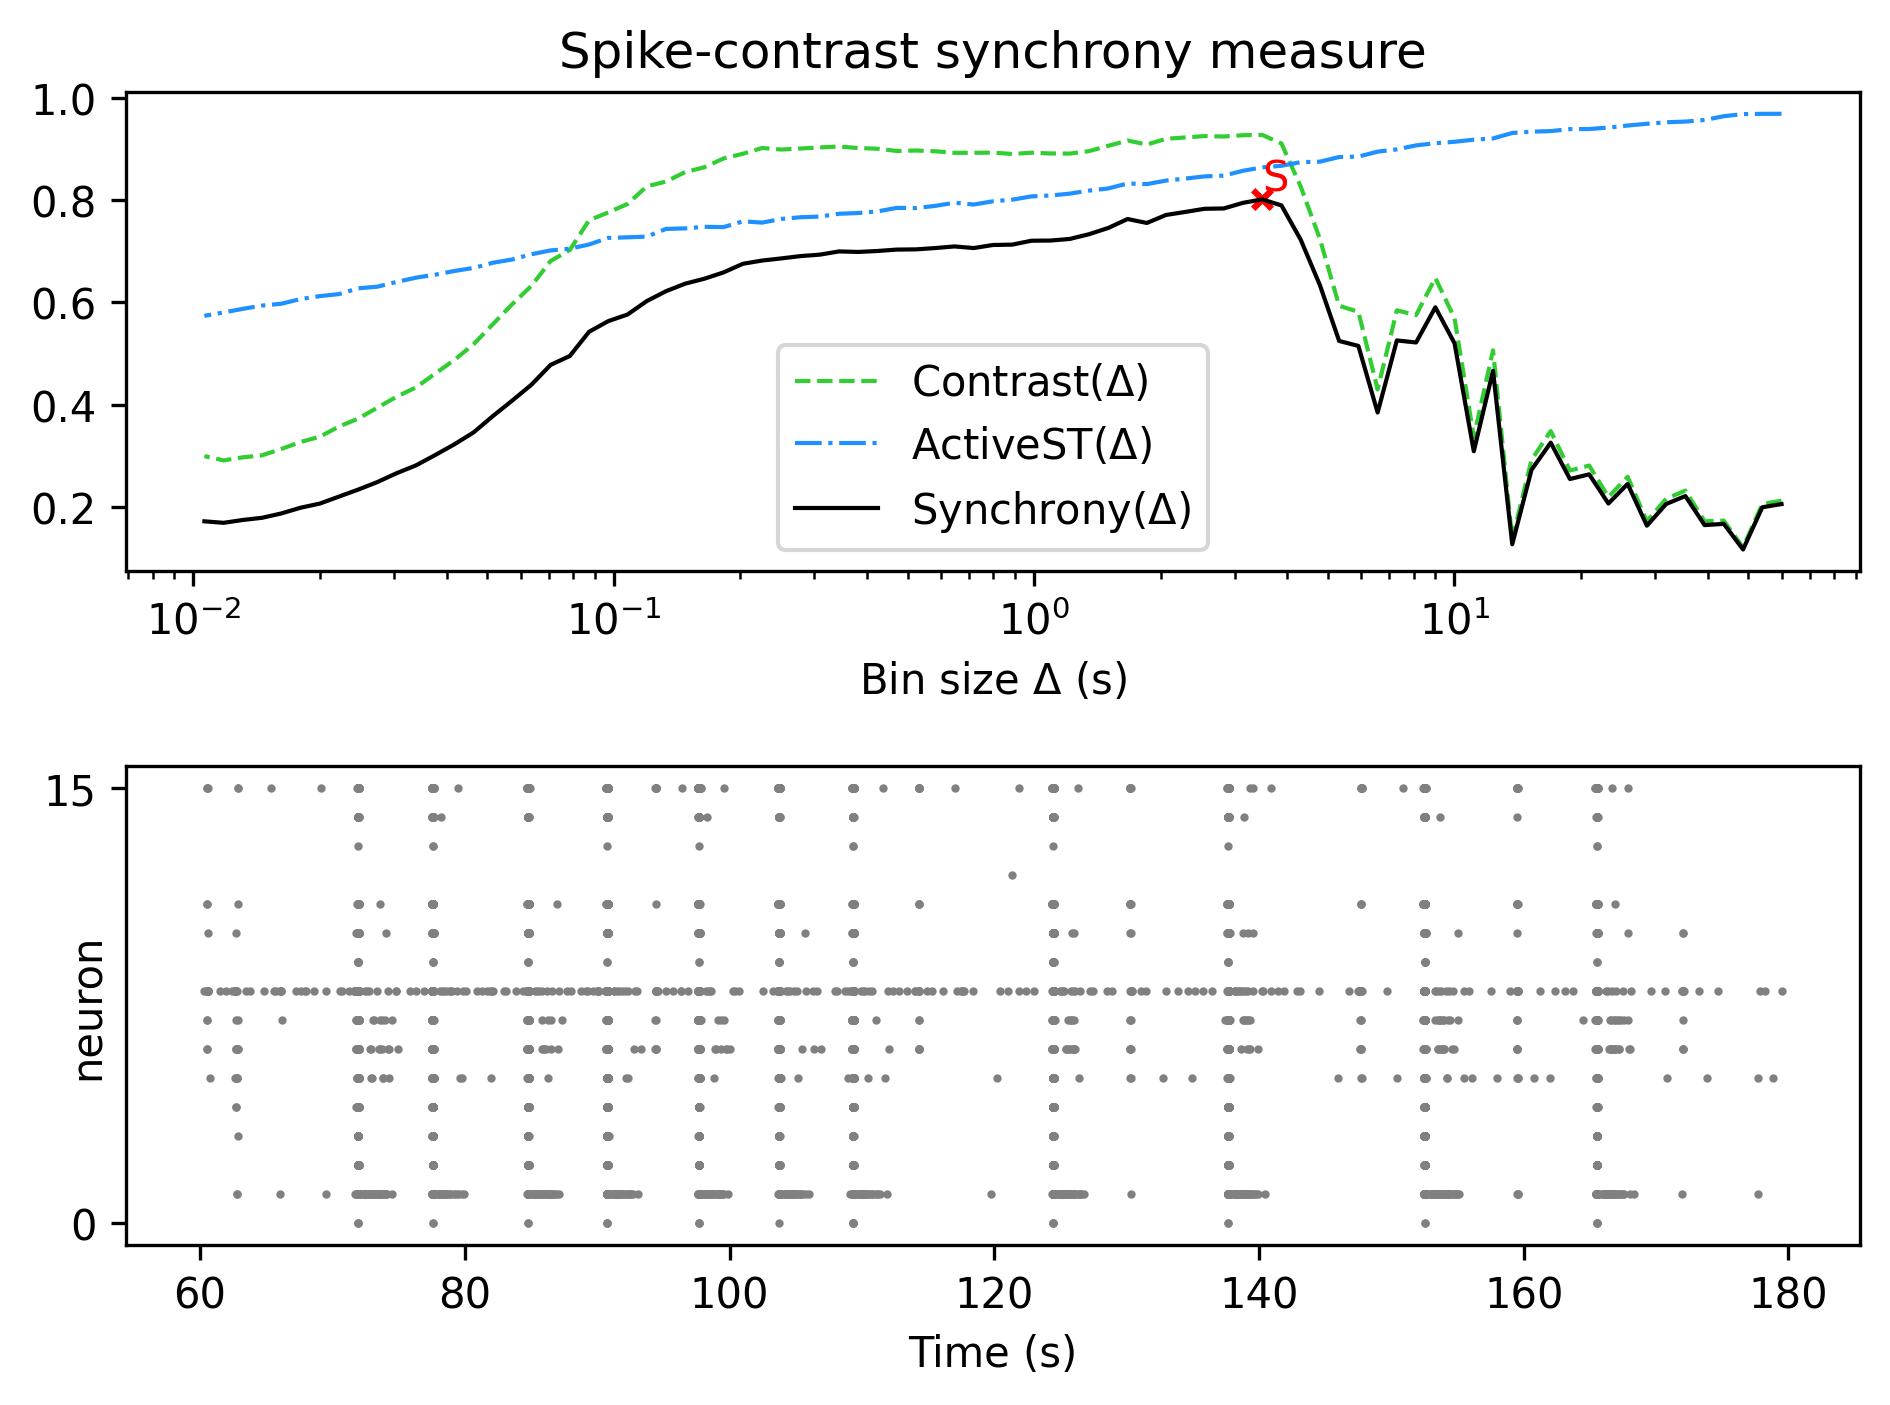 Spike-contrast synchrony measure
1.0
0.8
0.6
0.4
0.2
S
Contrast(Δ)
ActiveST(Δ)
Synchrony(Δ)
10⁻² 10⁻¹ 10⁰ 10¹
Bin size Δ (s)
15
neuron
0
60 80 100 120 140 160 180
Time (s)